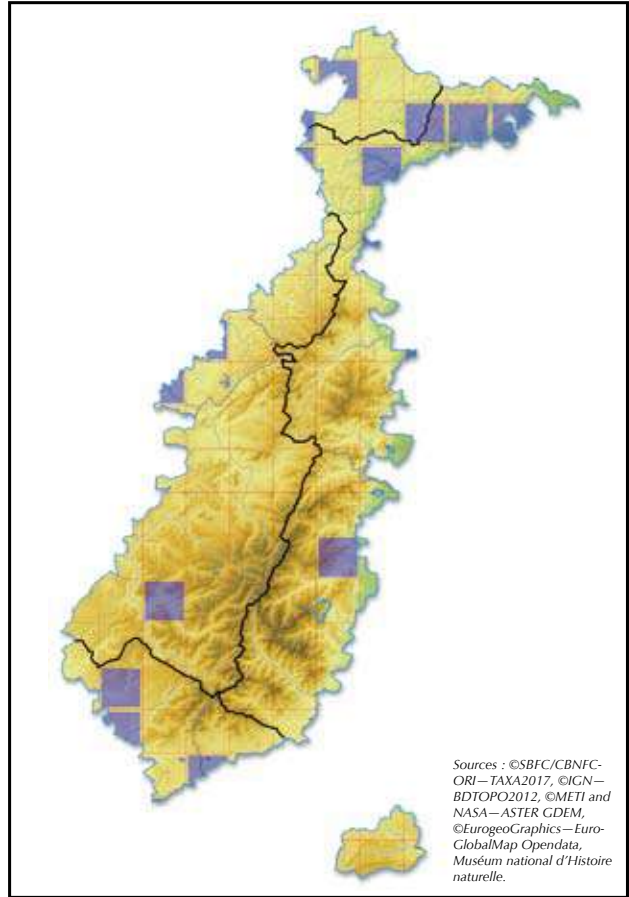 Sources : ©SBFC/CBNFC-
ORI—TAXA2017, ©IGN—
BDTOPO2012, ©METI and
NASA—ASTER GDEM,
©EurogeoGraphics—Euro-
GlobalMap Opendata,
Muséum national d’Histoire
naturelle.